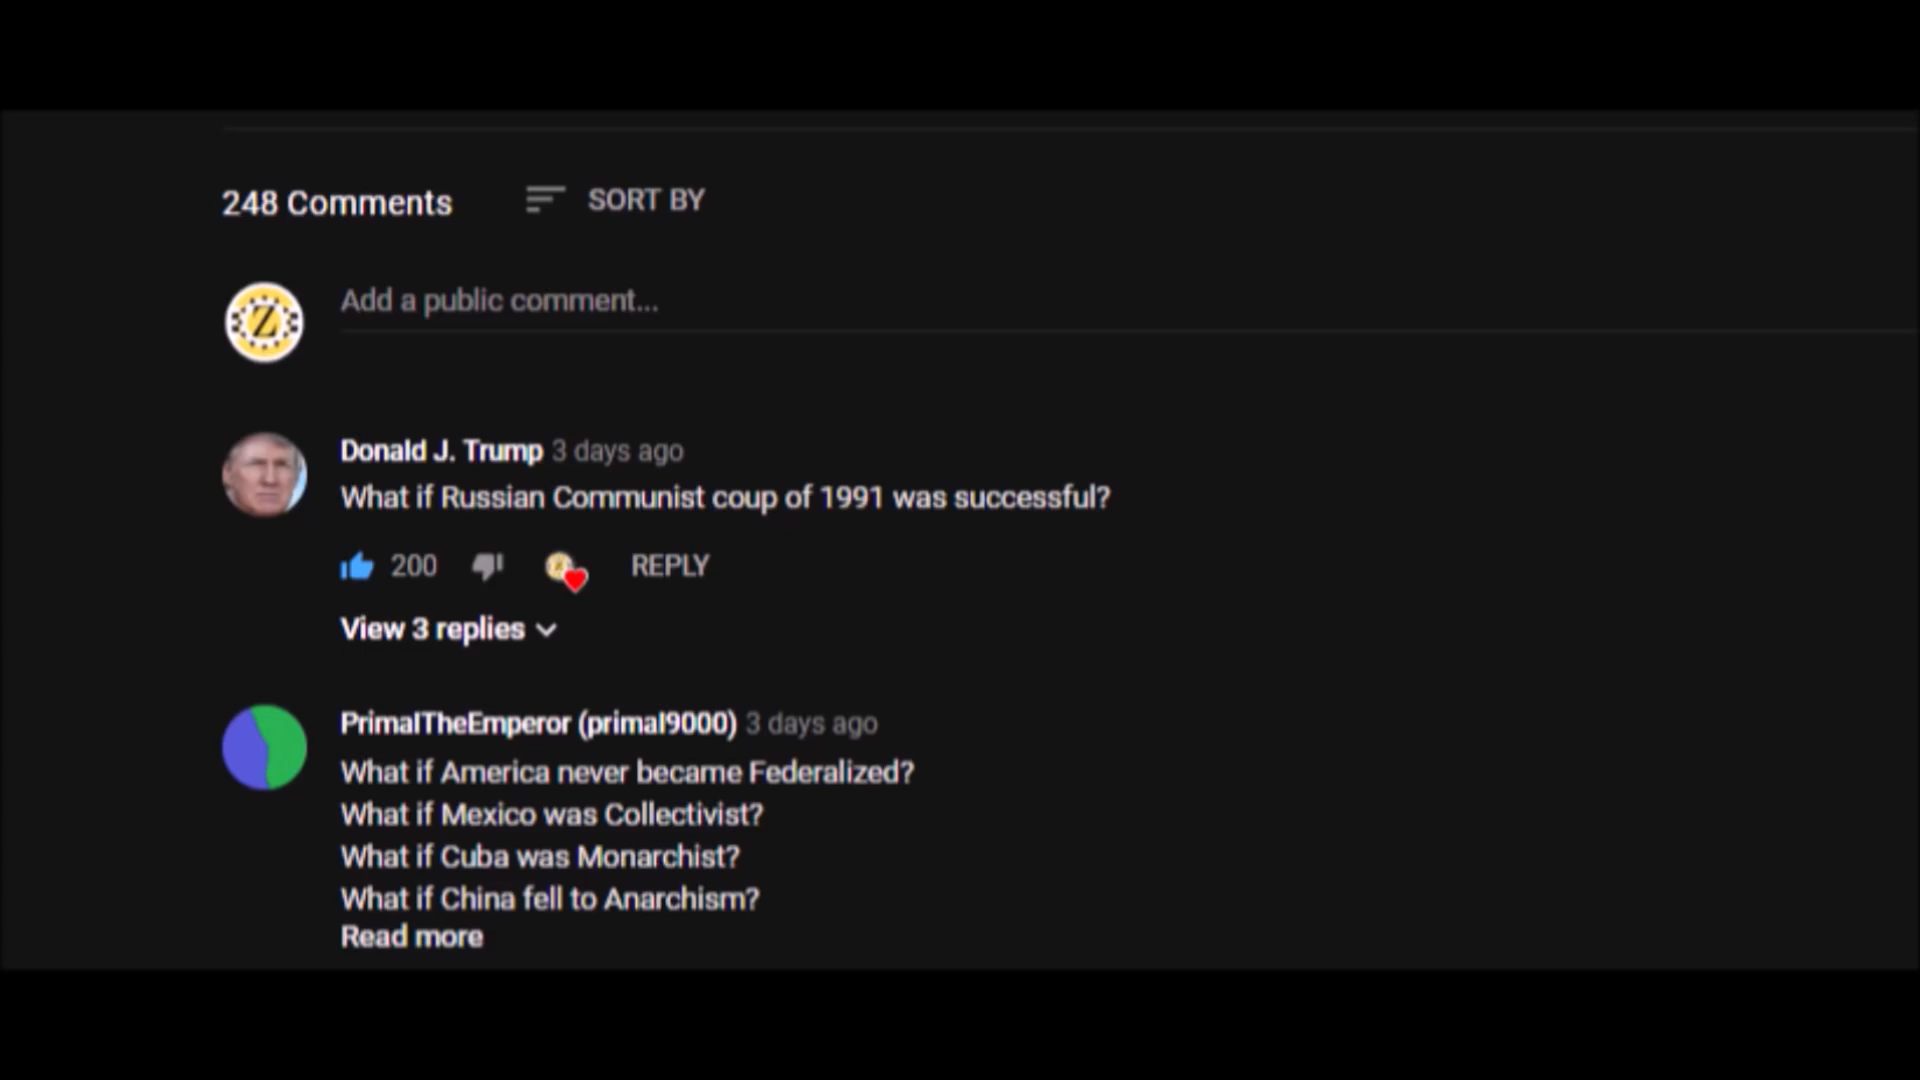 248 Comments
SORT BY
Z
Add a public comment...
Donald J. Trump 3 days ago
What if Russian Communist coup of 1991 was successful?
200
REPLY
View 3 replies
PrimalTheEmperor (primal9000) 3 days ago
What if America never became Federalized?
What if Mexico was Collectivist?
What if Cuba was Monarchist?
What if China fell to Anarchism?
Read more